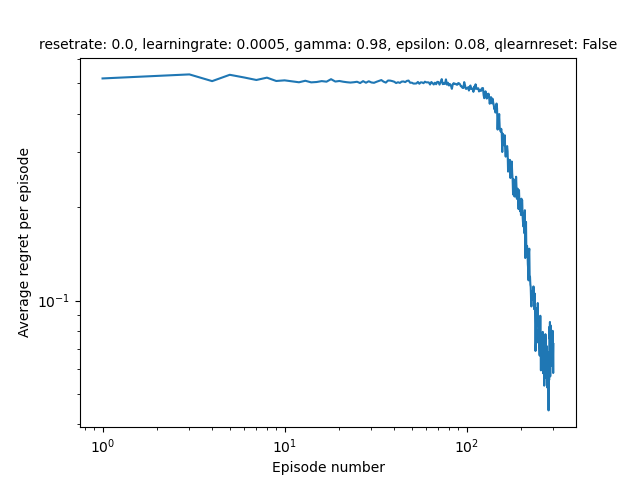 resetrate: 0.0, learningrate: 0.0005, gamma: 0.98, epsilon: 0.08, qlearnreset: False
Average regret per episode
10⁻¹
10⁰ 10¹ 10²
Episode number